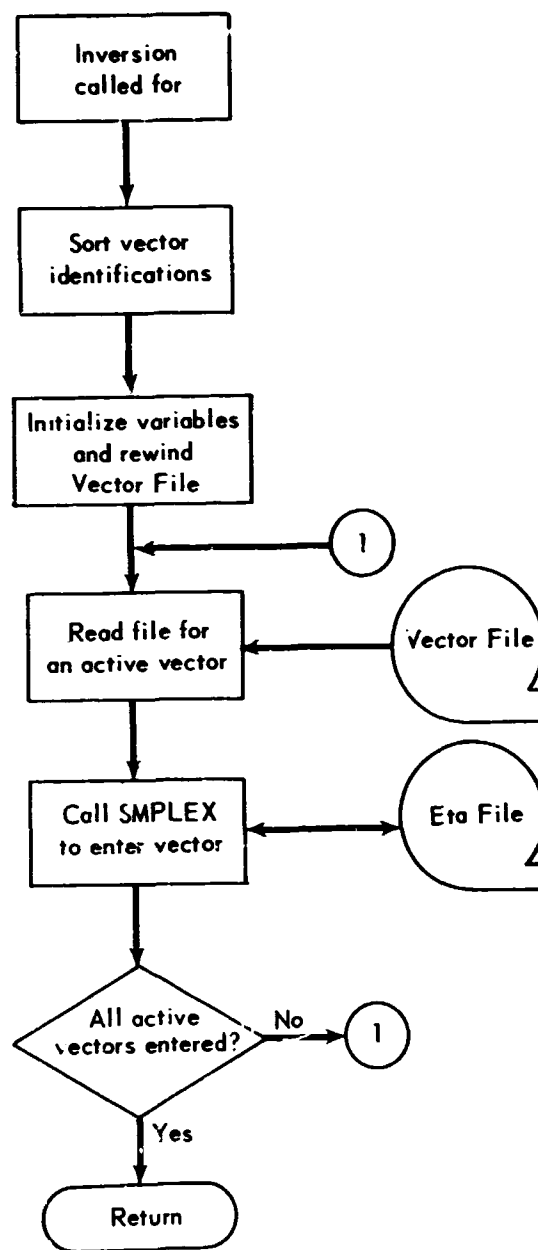 Inversion
called for
Sort vector
identifications
Initialize variables
and rewind
Vector File
1
Read file for
an active vector
Vector File
Call SMPLEX
to enter vector
Eta File
All active
vectors entered?
No
1
Yes
Return